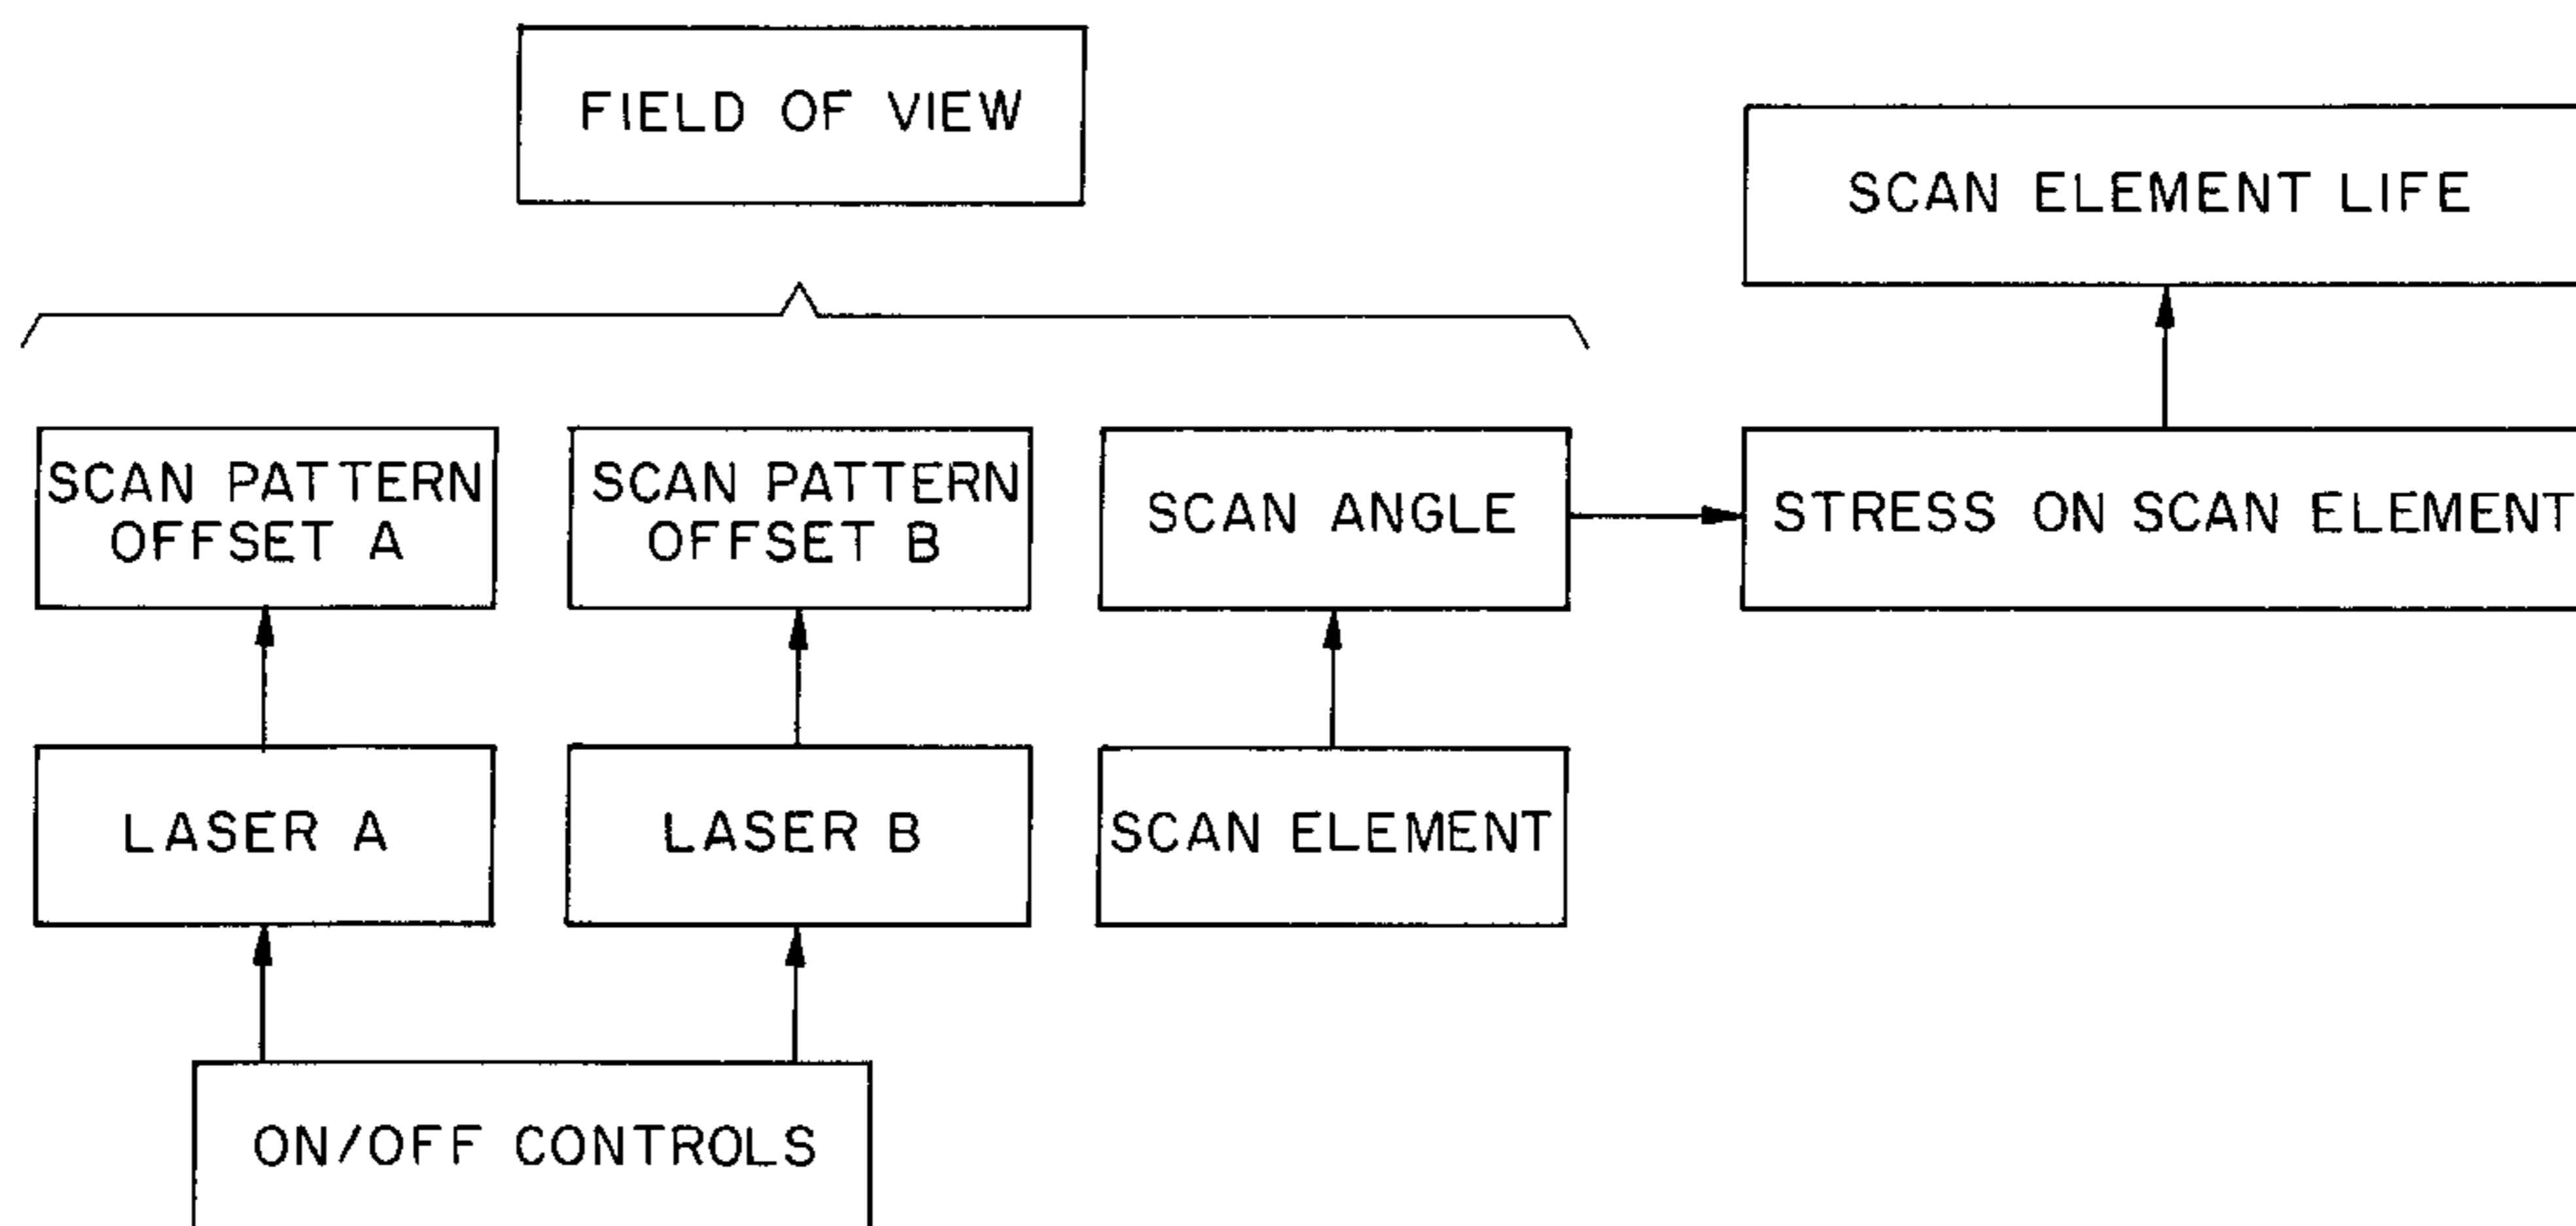 FIELD OF VIEW
SCAN ELEMENT LIFE
SCAN PATTERN
OFFSET A
SCAN PATTERN
OFFSET B
SCAN ANGLE
STRESS ON SCAN ELEMENT
LASER A
LASER B
SCAN ELEMENT
ON/OFF CONTROLS